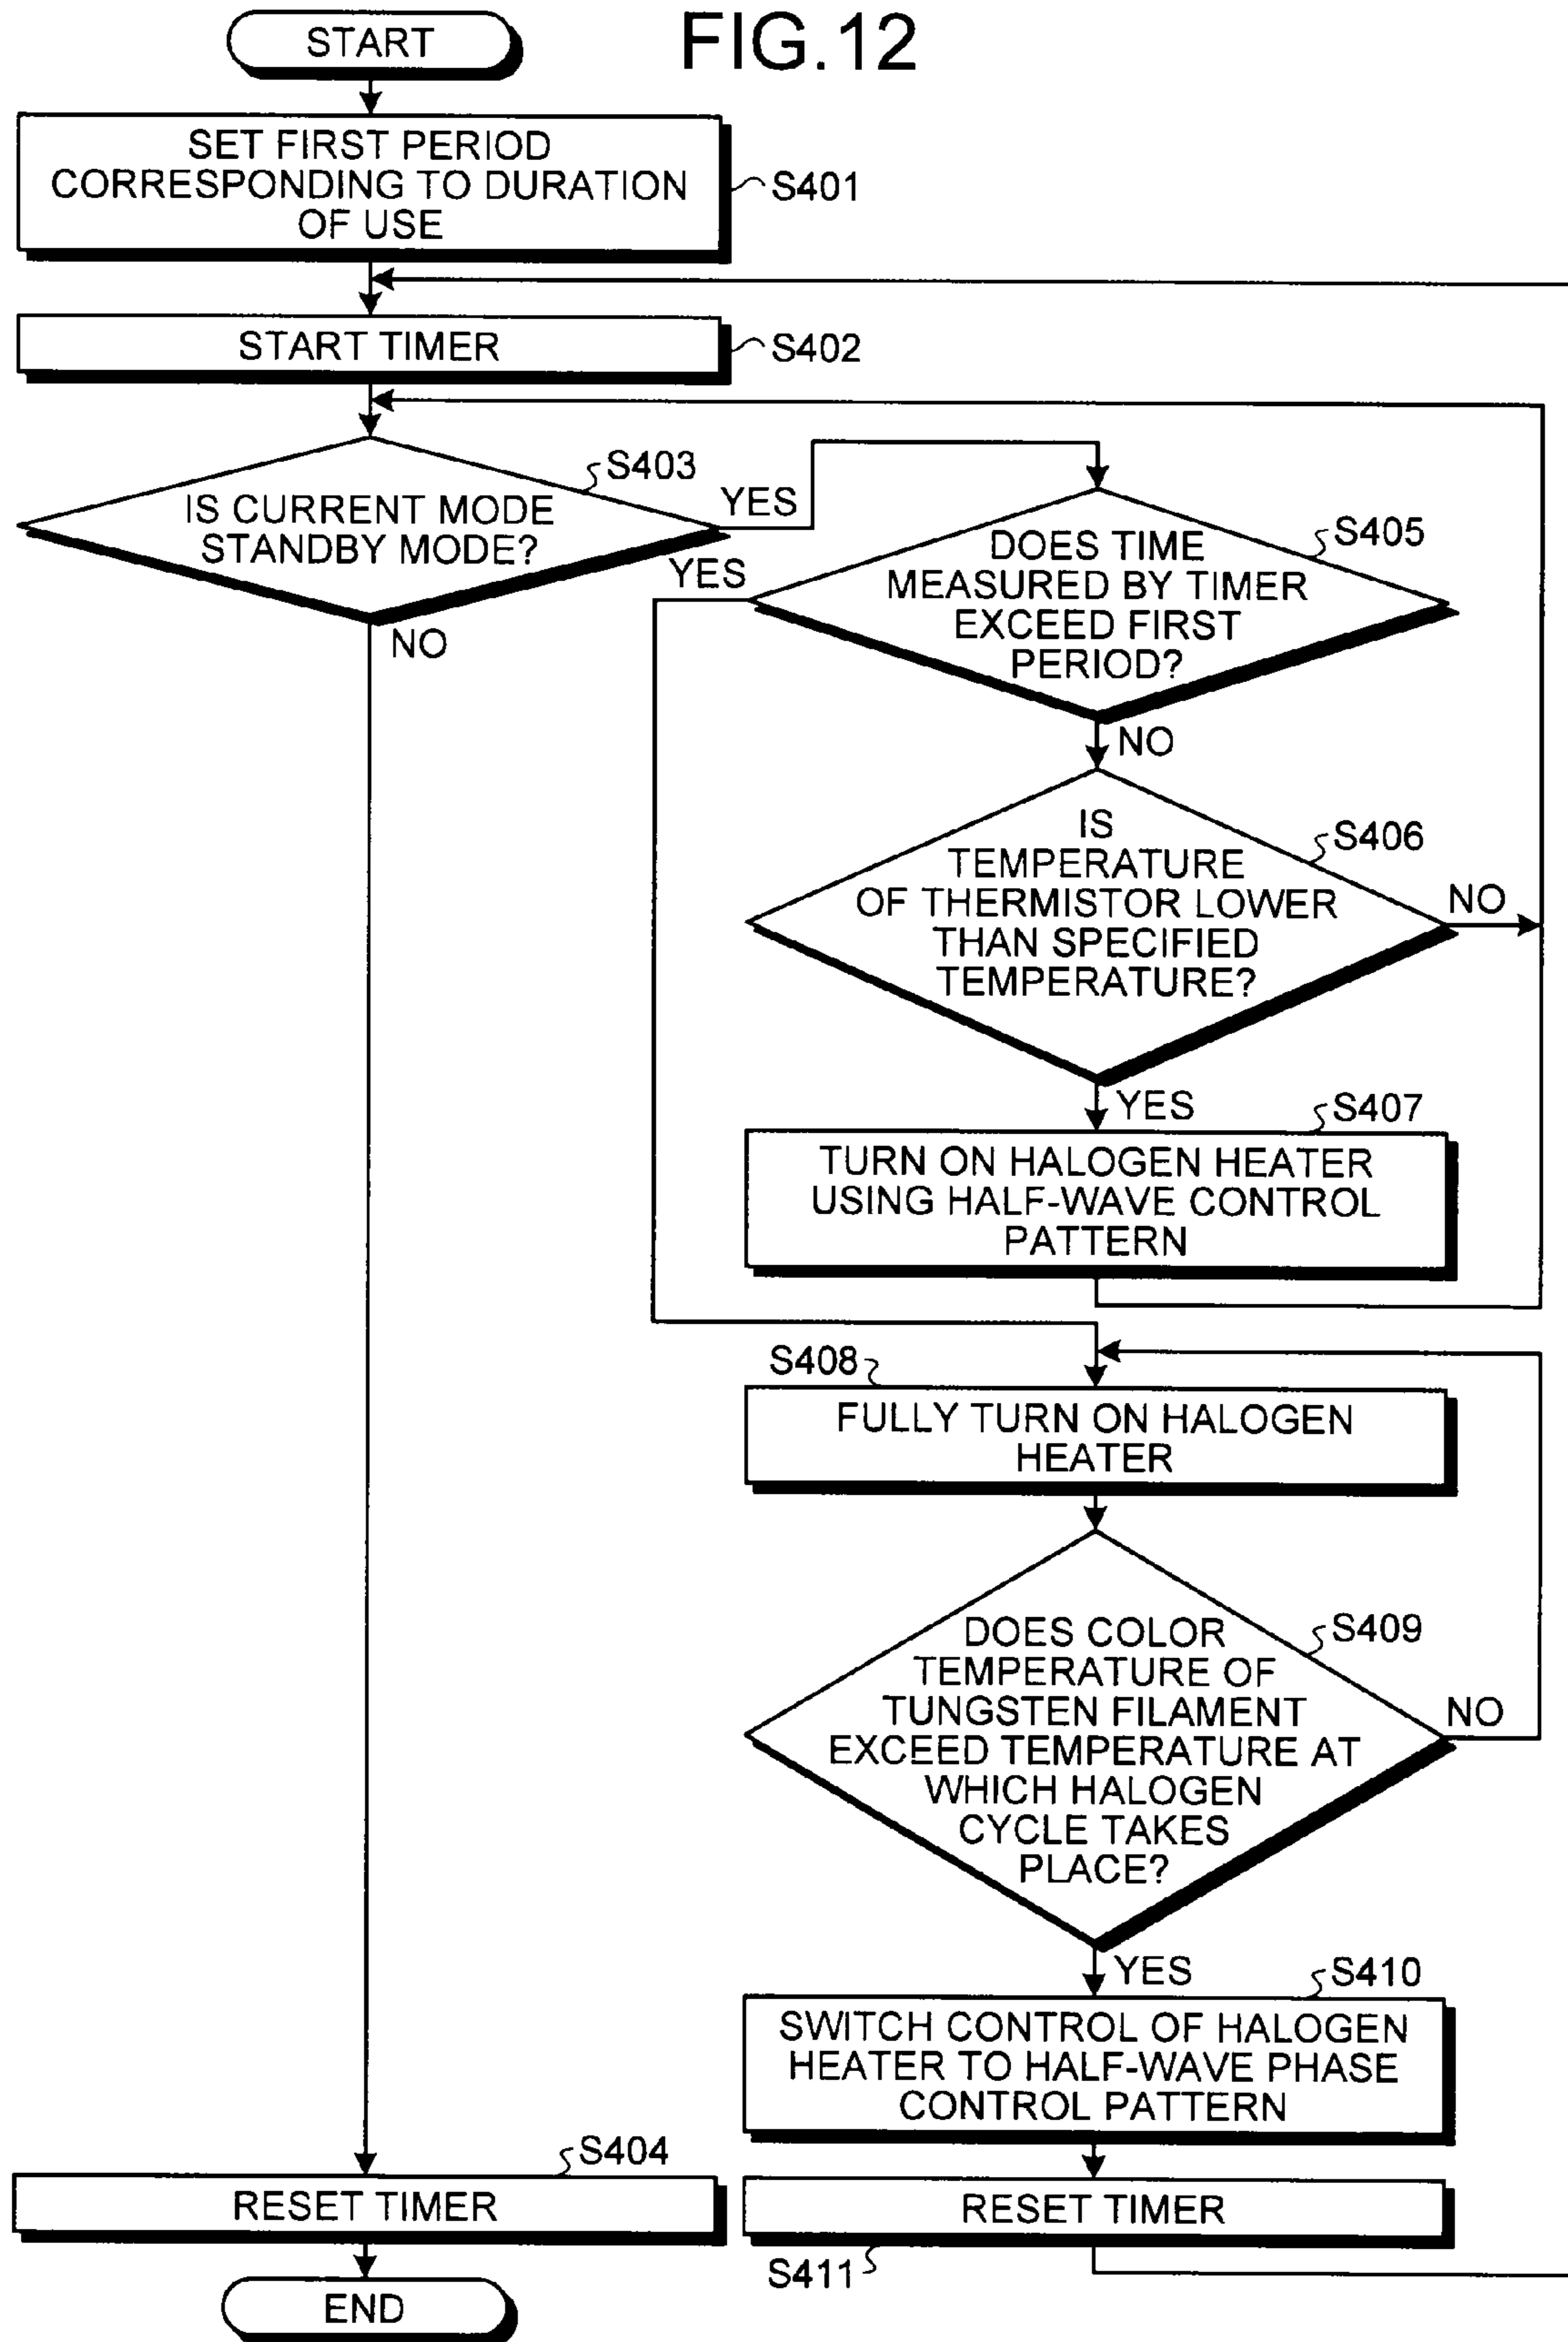 FIG.12
START
SET FIRST PERIOD
CORRESPONDING TO DURATION
OF USE
S401
START TIMER
S402
S403
IS CURRENT MODE
STANDBY MODE?
YES
NO
S405
DOES TIME
MEASURED BY TIMER
EXCEED FIRST
PERIOD?
YES
NO
S406
IS
TEMPERATURE
OF THERMISTOR LOWER
THAN SPECIFIED
TEMPERATURE?
NO
YES
S407
TURN ON HALOGEN HEATER
USING HALF-WAVE CONTROL
PATTERN
S408
FULLY TURN ON HALOGEN
HEATER
S409
DOES COLOR
TEMPERATURE OF
TUNGSTEN FILAMENT
EXCEED TEMPERATURE AT
WHICH HALOGEN
CYCLE TAKES
PLACE?
NO
YES
S410
SWITCH CONTROL OF HALOGEN
HEATER TO HALF-WAVE PHASE
CONTROL PATTERN
S404
RESET TIMER
RESET TIMER
S411
END